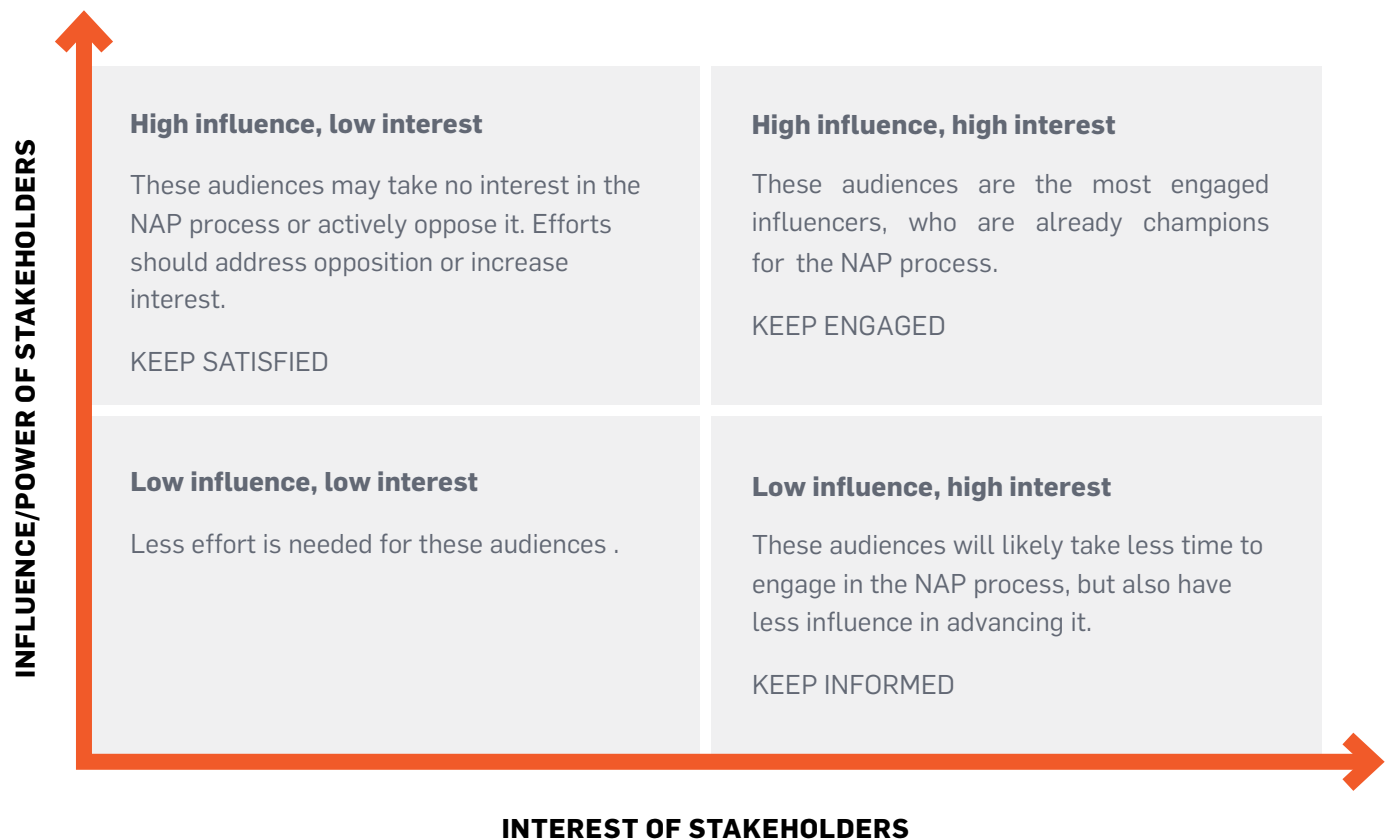 INFLUENCE/POWER OF STAKEHOLDERS
High influence, low interest
These audiences may take no interest in the
NAP process or actively oppose it. Efforts
should address opposition or increase
interest.
KEEP SATISFIED
High influence, high interest
These audiences are the most engaged
influencers, who are already champions
for the NAP process.
KEEP ENGAGED
Low influence, low interest
Less effort is needed for these audiences .
Low influence, high interest
These audiences will likely take less time to
engage in the NAP process, but also have
less influence in advancing it.
KEEP INFORMED
INTEREST OF STAKEHOLDERS